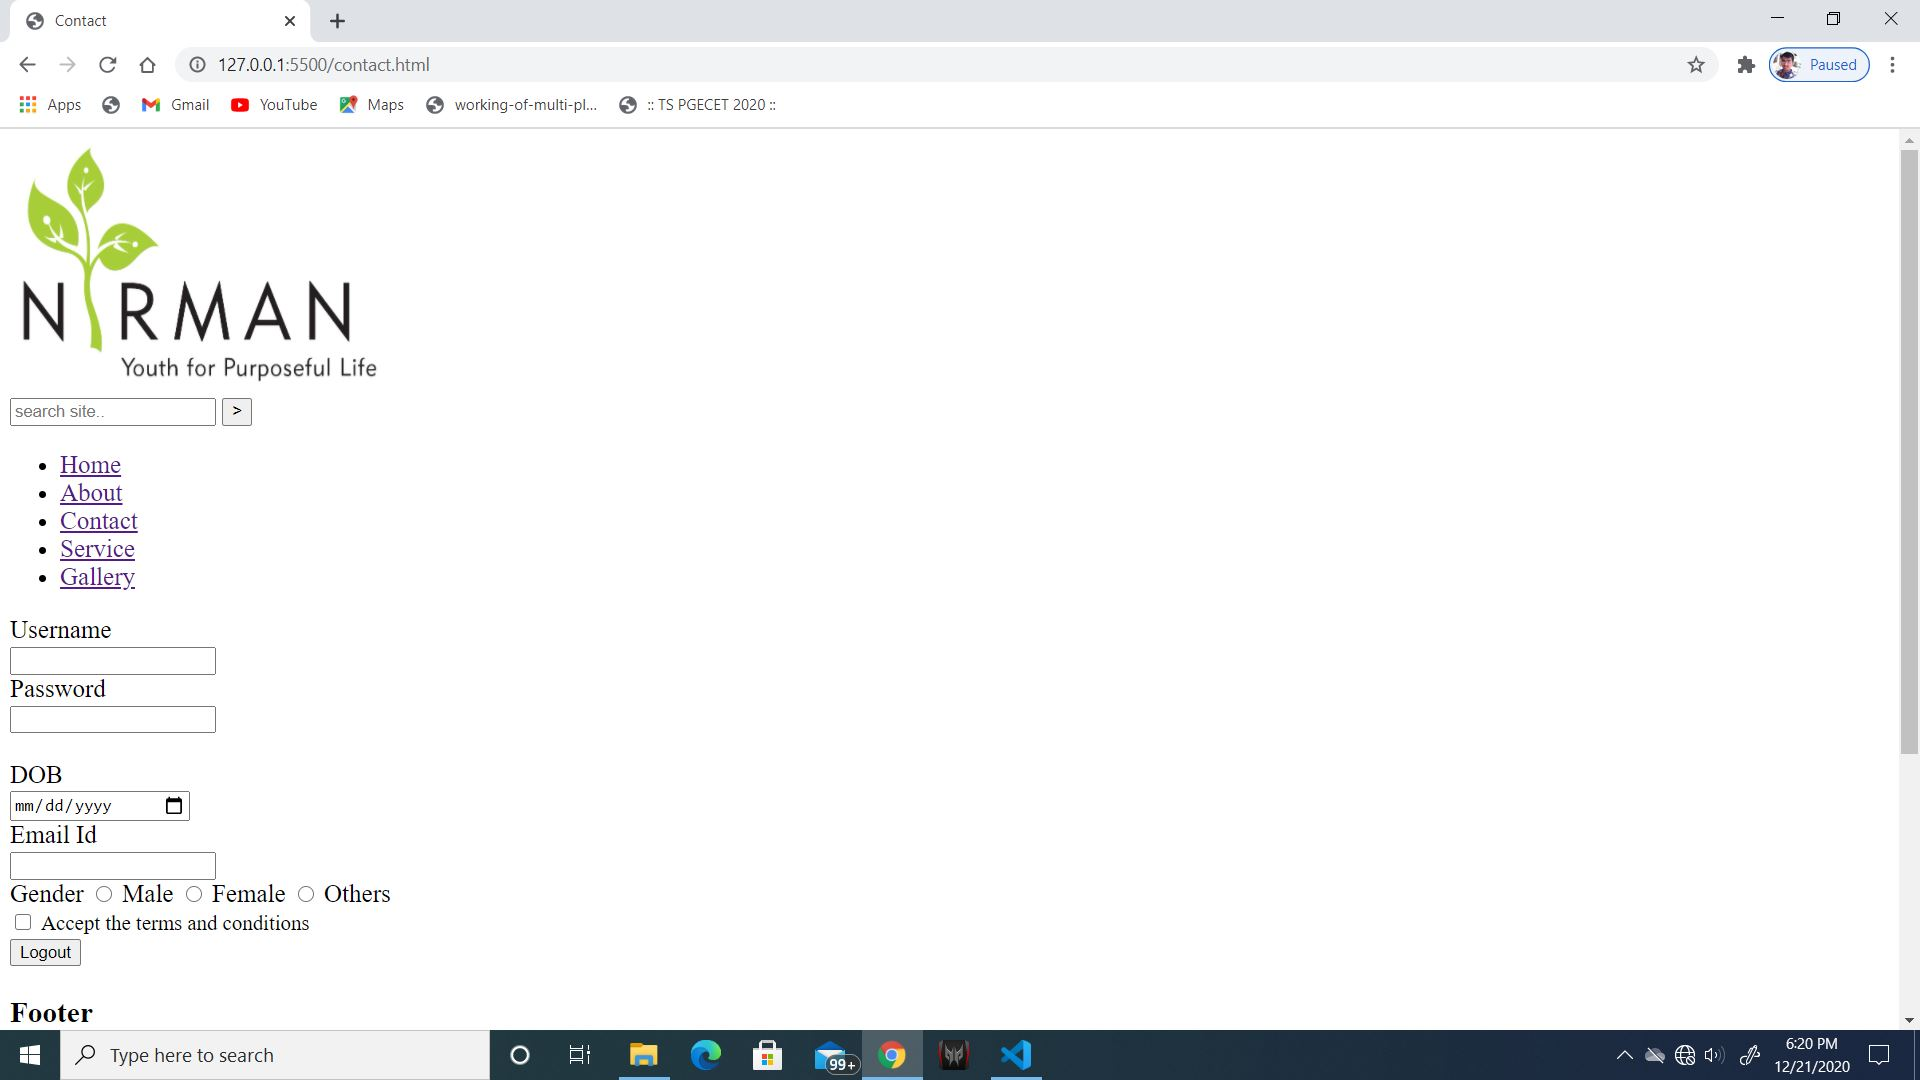 Contact
127.0.0.1:5500/contact.html
Paused
Apps
Gmail
YouTube
Maps
working-of-multi-pl...
:: TS PGECET 2020 ::
NIRMAN
Youth for Purposeful Life
search site..
>
Home
About
Contact
Service
Gallery
Username
Password
DOB
mm/dd/yyyy
Email Id
Gender Male Female Others
Accept the terms and conditions
Logout
Footer
Type here to search
99+
6:20 PM
12/21/2020